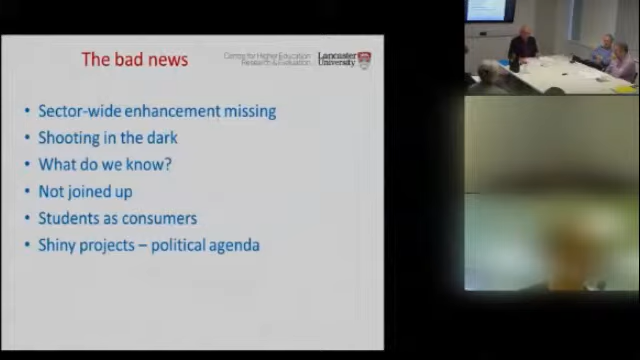 The bad news
Centre for Higher Education
Research & Evaluation
Lancaster
University
• Sector-wide enhancement missing
• Shooting in the dark
• What do we know?
• Not joined up
• Students as consumers
• Shiny projects – political agenda